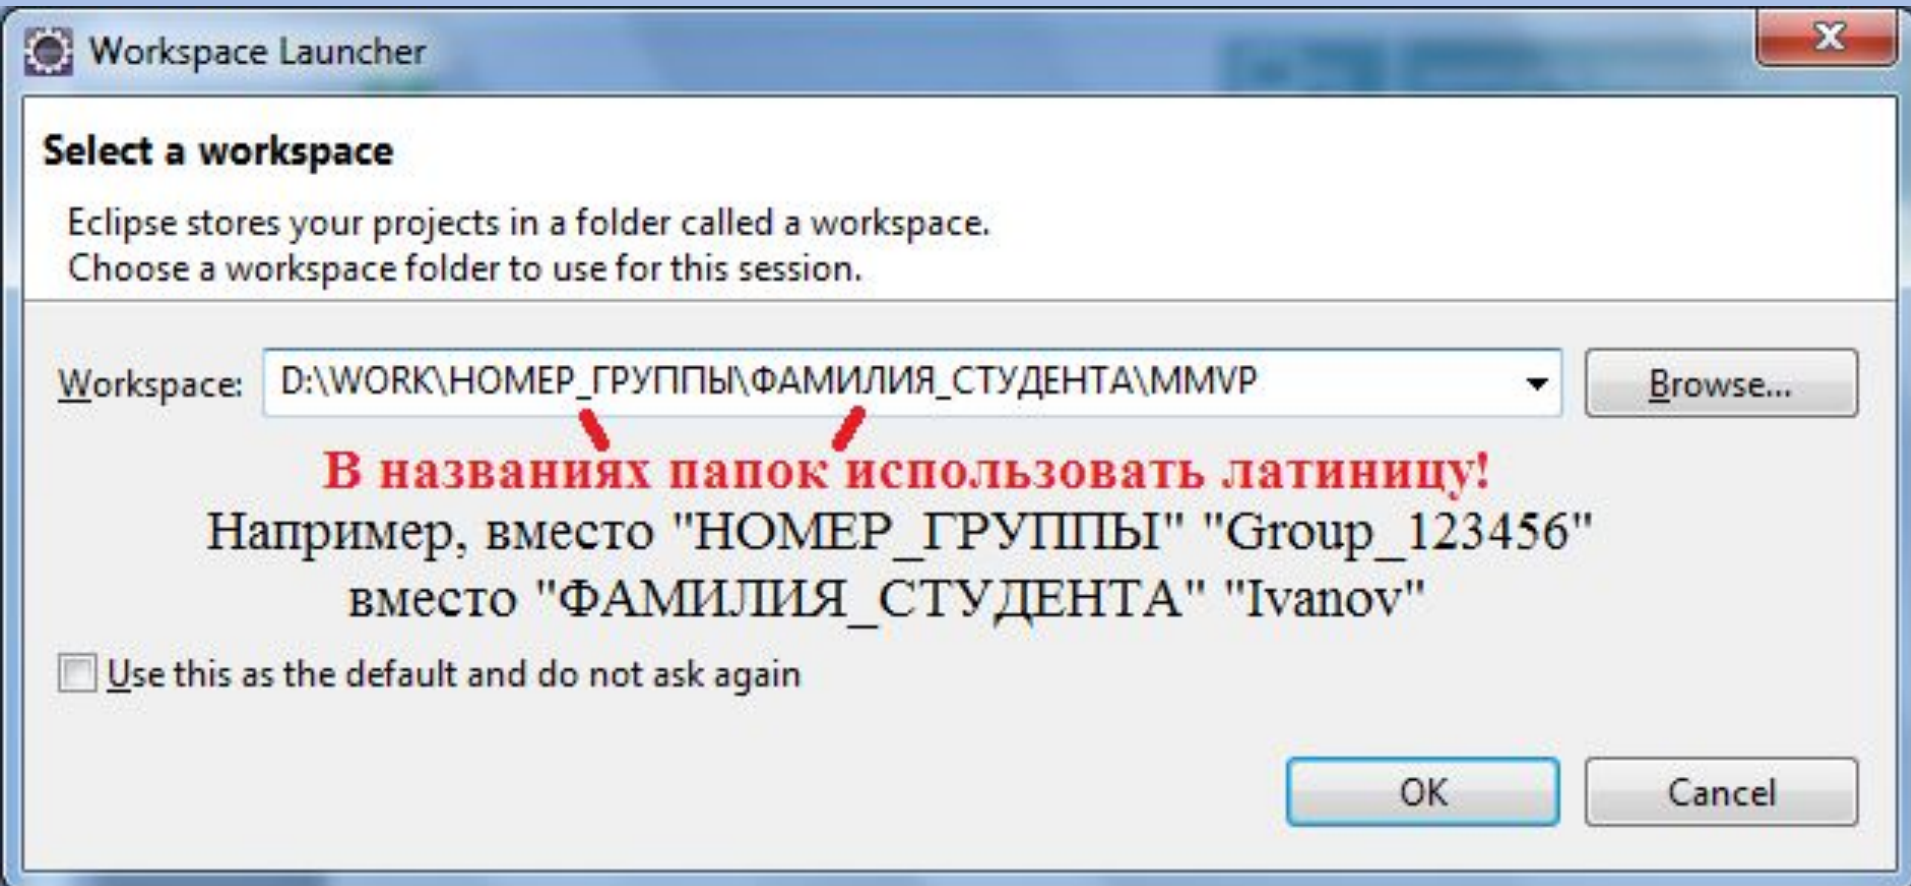 Workspace Launcher
Select a workspace
Eclipse stores your projects in a folder called a workspace.
Choose a workspace folder to use for this session.
Workspace: D:\WORK\НОМЕР_ГРУППЫ\ФАМИЛИЯ_СТУДЕНТА\MMVP Browse...
В названиях папок использовать латиницу!
Например, вместо "НОМЕР_ГРУППЫ" "Group_123456"
вместо "ФАМИЛИЯ_СТУДЕНТА" "Ivanov"
Use this as the default and do not ask again
OK Cancel